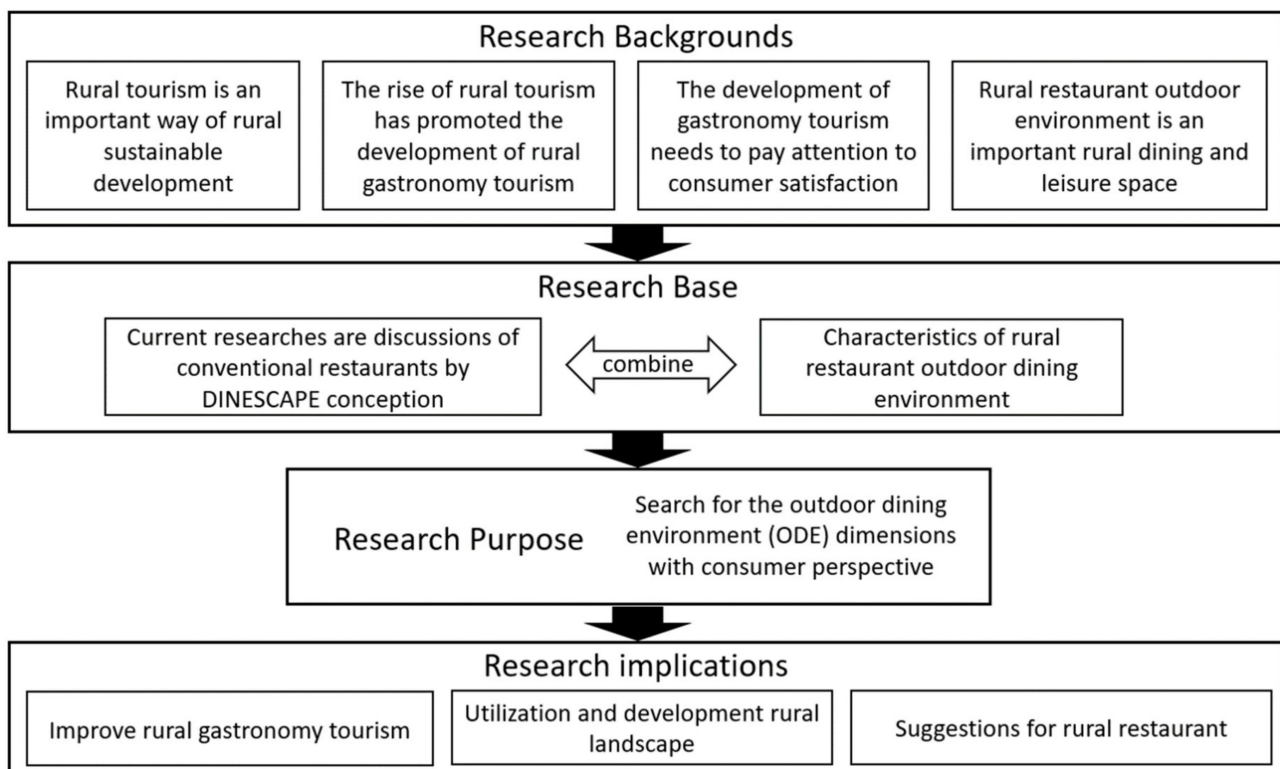 Research Backgrounds
Rural tourism is an
important way of rural
sustainable
development
The rise of rural tourism
has promoted the
development of rural
gastronomy tourism
The development of
gastronomy tourism
needs to pay attention to
consumer satisfaction
Rural restaurant outdoor
environment is an
important rural dining and
leisure space
Research Base
Current researches are discussions of
conventional restaurants by
DINESCAPE conception
combine
Characteristics of rural
restaurant outdoor dining
environment
Research Purpose
Search for the outdoor dining
environment (ODE) dimensions
with consumer perspective
Research implications
Improve rural gastronomy tourism
Utilization and development rural
landscape
Suggestions for rural restaurant